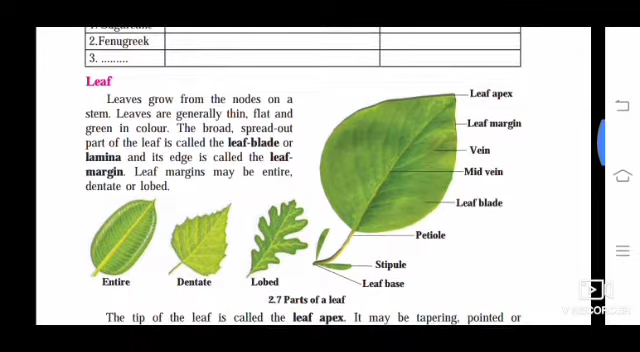 2.Fenugreek
3. .........
Leaf
Leaves grow from the nodes on a
stem. Leaves are generally thin, flat and
green in colour. The broad, spread-out
part of the leaf is called the leaf-blade or
lamina and its edge is called the leaf-
margin. Leaf margins may be entire,
dentate or lobed.
Leaf apex
Leaf margin
Vein
Mid vein
Leaf blade
Petiole
Stipule
Leaf base
Entire
Dentate
Lobed
2.7 Parts of a leaf
The tip of the leaf is called the leaf apex. It may be tapering, pointed or
V RECORDER